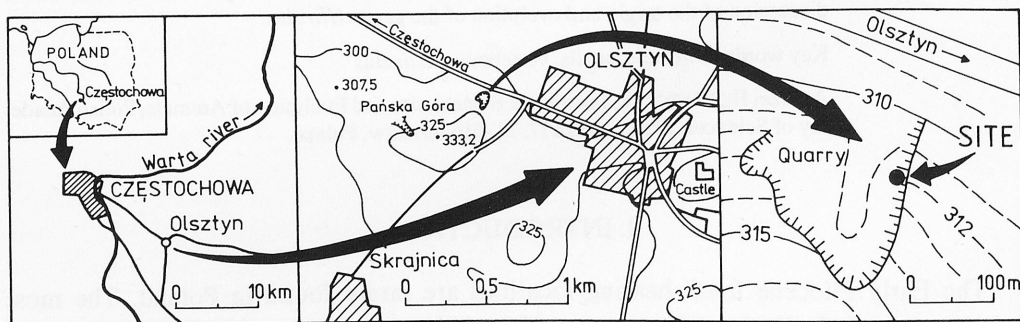 POLAND
Częstochowa
Warta river
CZĘSTOCHOWA
Olsztyn
0 10 km
300
307,5
Pańska Góra
325
333,2
Częstochowa
OLSZTYN
Castle
Skrajnica
325
0 0,5 1 km
325
Olsztyn
310
Quarry
SITE
315
312
0 100m